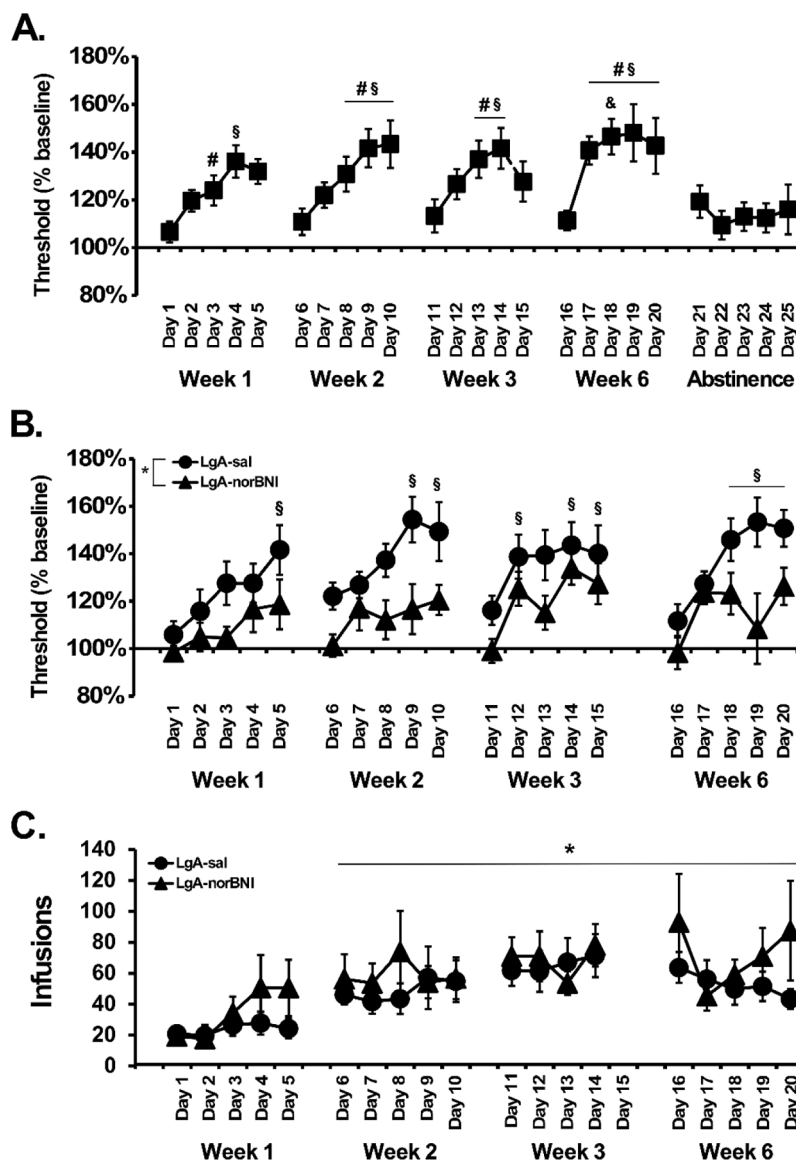 A.
180%
160%
140%
120%
100%
80%
Threshold (% baseline)
#
§
# §
# §
# §
&
Day 1
Day 2
Day 3
Day 4
Day 5
Day 6
Day 7
Day 8
Day 9
Day 10
Day 11
Day 12
Day 13
Day 14
Day 15
Day 16
Day 17
Day 18
Day 19
Day 20
Day 21
Day 22
Day 23
Day 24
Day 25
Week 1
Week 2
Week 3
Week 6
Abstinence
B.
180%
160%
140%
120%
100%
80%
Threshold (% baseline)
*
LgA-sal
LgA-norBNI
§
§
§
§
§
§
§
Day 1
Day 2
Day 3
Day 4
Day 5
Day 6
Day 7
Day 8
Day 9
Day 10
Day 11
Day 12
Day 13
Day 14
Day 15
Day 16
Day 17
Day 18
Day 19
Day 20
Week 1
Week 2
Week 3
Week 6
C.
140
120
100
80
60
40
20
0
Infusions
LgA-sal
LgA-norBNI
*
Day 1
Day 2
Day 3
Day 4
Day 5
Day 6
Day 7
Day 8
Day 9
Day 10
Day 11
Day 12
Day 13
Day 14
Day 15
Day 16
Day 17
Day 18
Day 19
Day 20
Week 1
Week 2
Week 3
Week 6